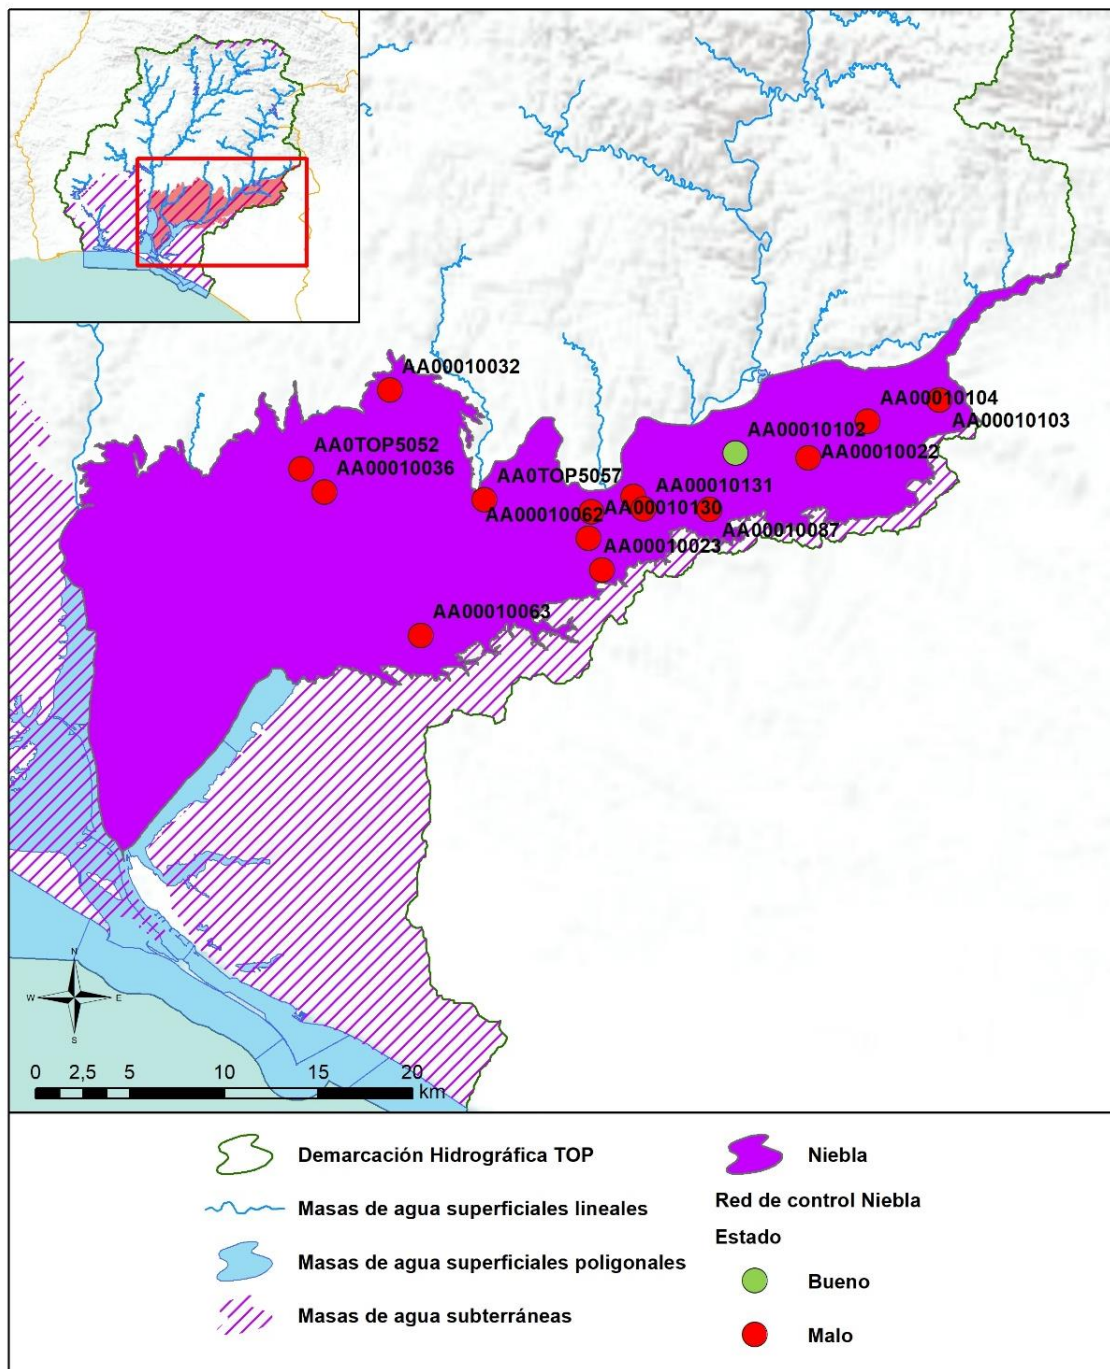 AA00010032
AA0TOP5052
AA00010036
AA00010104
AA00010103
AA00010102
AA00010022
AA0TOP5057
AA00010131
AA00010062
AA00010130
AA00010087
AA00010023
AA00010063
N
W
E
S
0 2,5 5 10 15 20
km
Demarcación Hidrográfica TOP
Masas de agua superficiales lineales
Masas de agua superficiales poligonales
Masas de agua subterráneas
Niebla
Red de control Niebla
Estado
Bueno
Malo